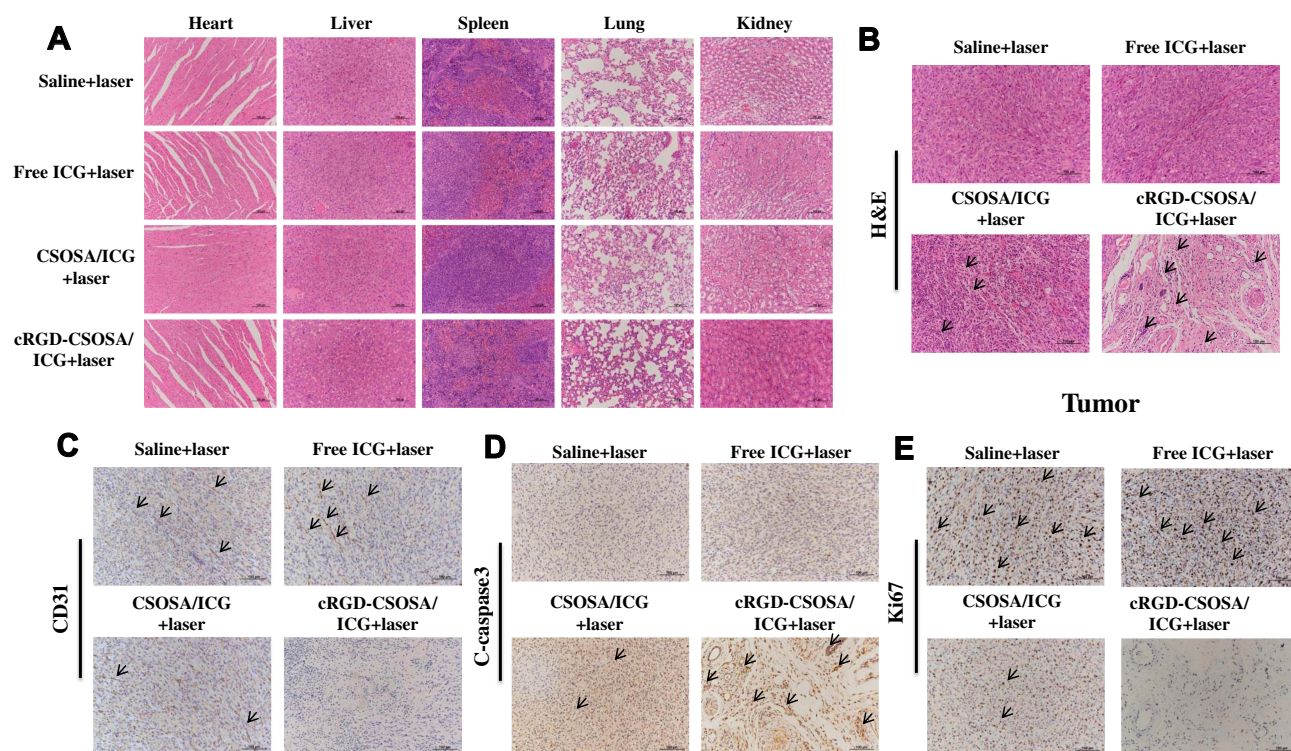 A
Heart Liver Spleen Lung Kidney
Saline+laser
Free ICG+laser
CSOSA/ICG
+laser
cRGD-CSOSA/
ICG+laser
B
Saline+laser Free ICG+laser
CSOSA/ICG
+laser
cRGD-CSOSA/
ICG+laser
H&E
Tumor
C
Saline+laser Free ICG+laser
CSOSA/ICG
+laser
cRGD-CSOSA/
ICG+laser
CD31
D
Saline+laser Free ICG+laser
CSOSA/ICG
+laser
cRGD-CSOSA/
ICG+laser
C-caspase3
E
Saline+laser Free ICG+laser
CSOSA/ICG
+laser
cRGD-CSOSA/
ICG+laser
Ki67